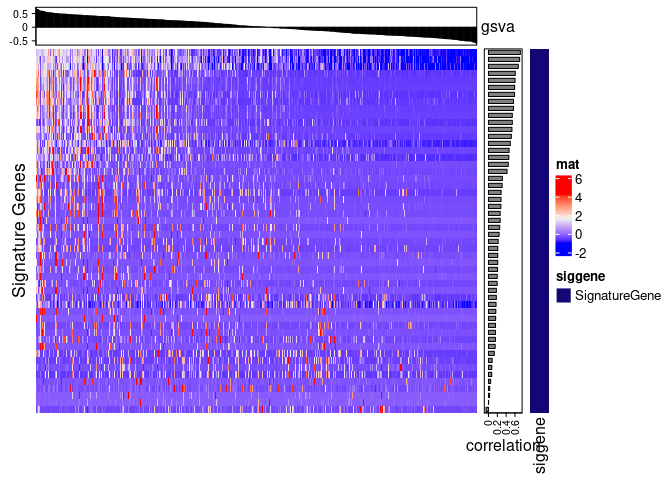 0.5
0
-0.5
gsva
Signature Genes
0
0.2
0.4
0.6
correlation
siggene
mat
6
4
2
0
-2
siggene
SignatureGene